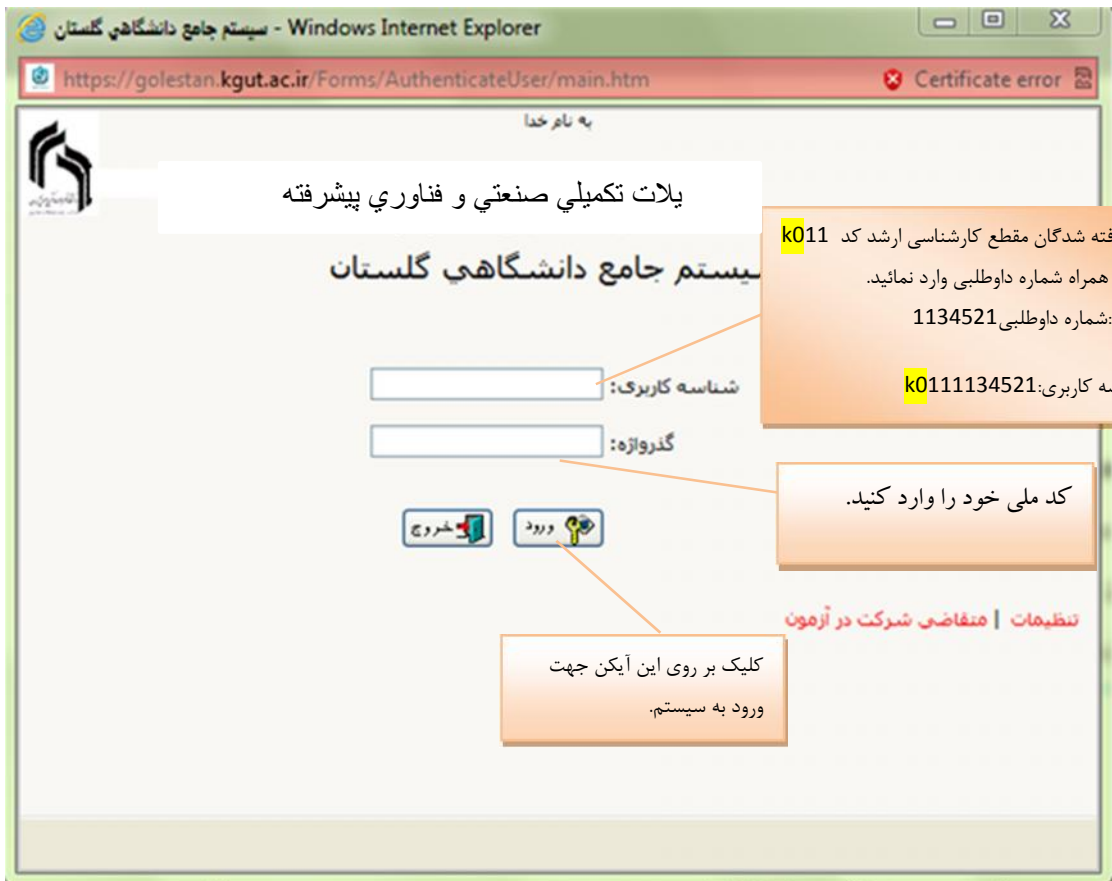 سيستم جامع دانشگاهي گلستان - Windows Internet Explorer
https://golestan.kgut.ac.ir/Forms/AuthenticateUser/main.htm
Certificate error
به نام خدا
یلات تکمیلي صنعتي و فناوري پیشرفته
فته شدگان مقطع کارشناسی ارشد کد k011
همراه شماره داوطلبی وارد نمائید.
:شماره داوطلبی1134521
ه کاربری:k0111134521
یستم جامع دانشگاهي گلستان
شناسه کاربری:
گذرواژه:
کد ملی خود را وارد کنید.
ورود
خروج
تنظیمات | متقاضی شرکت در آزمون
کلیک بر روی این آیکن جهت
ورود به سیستم.